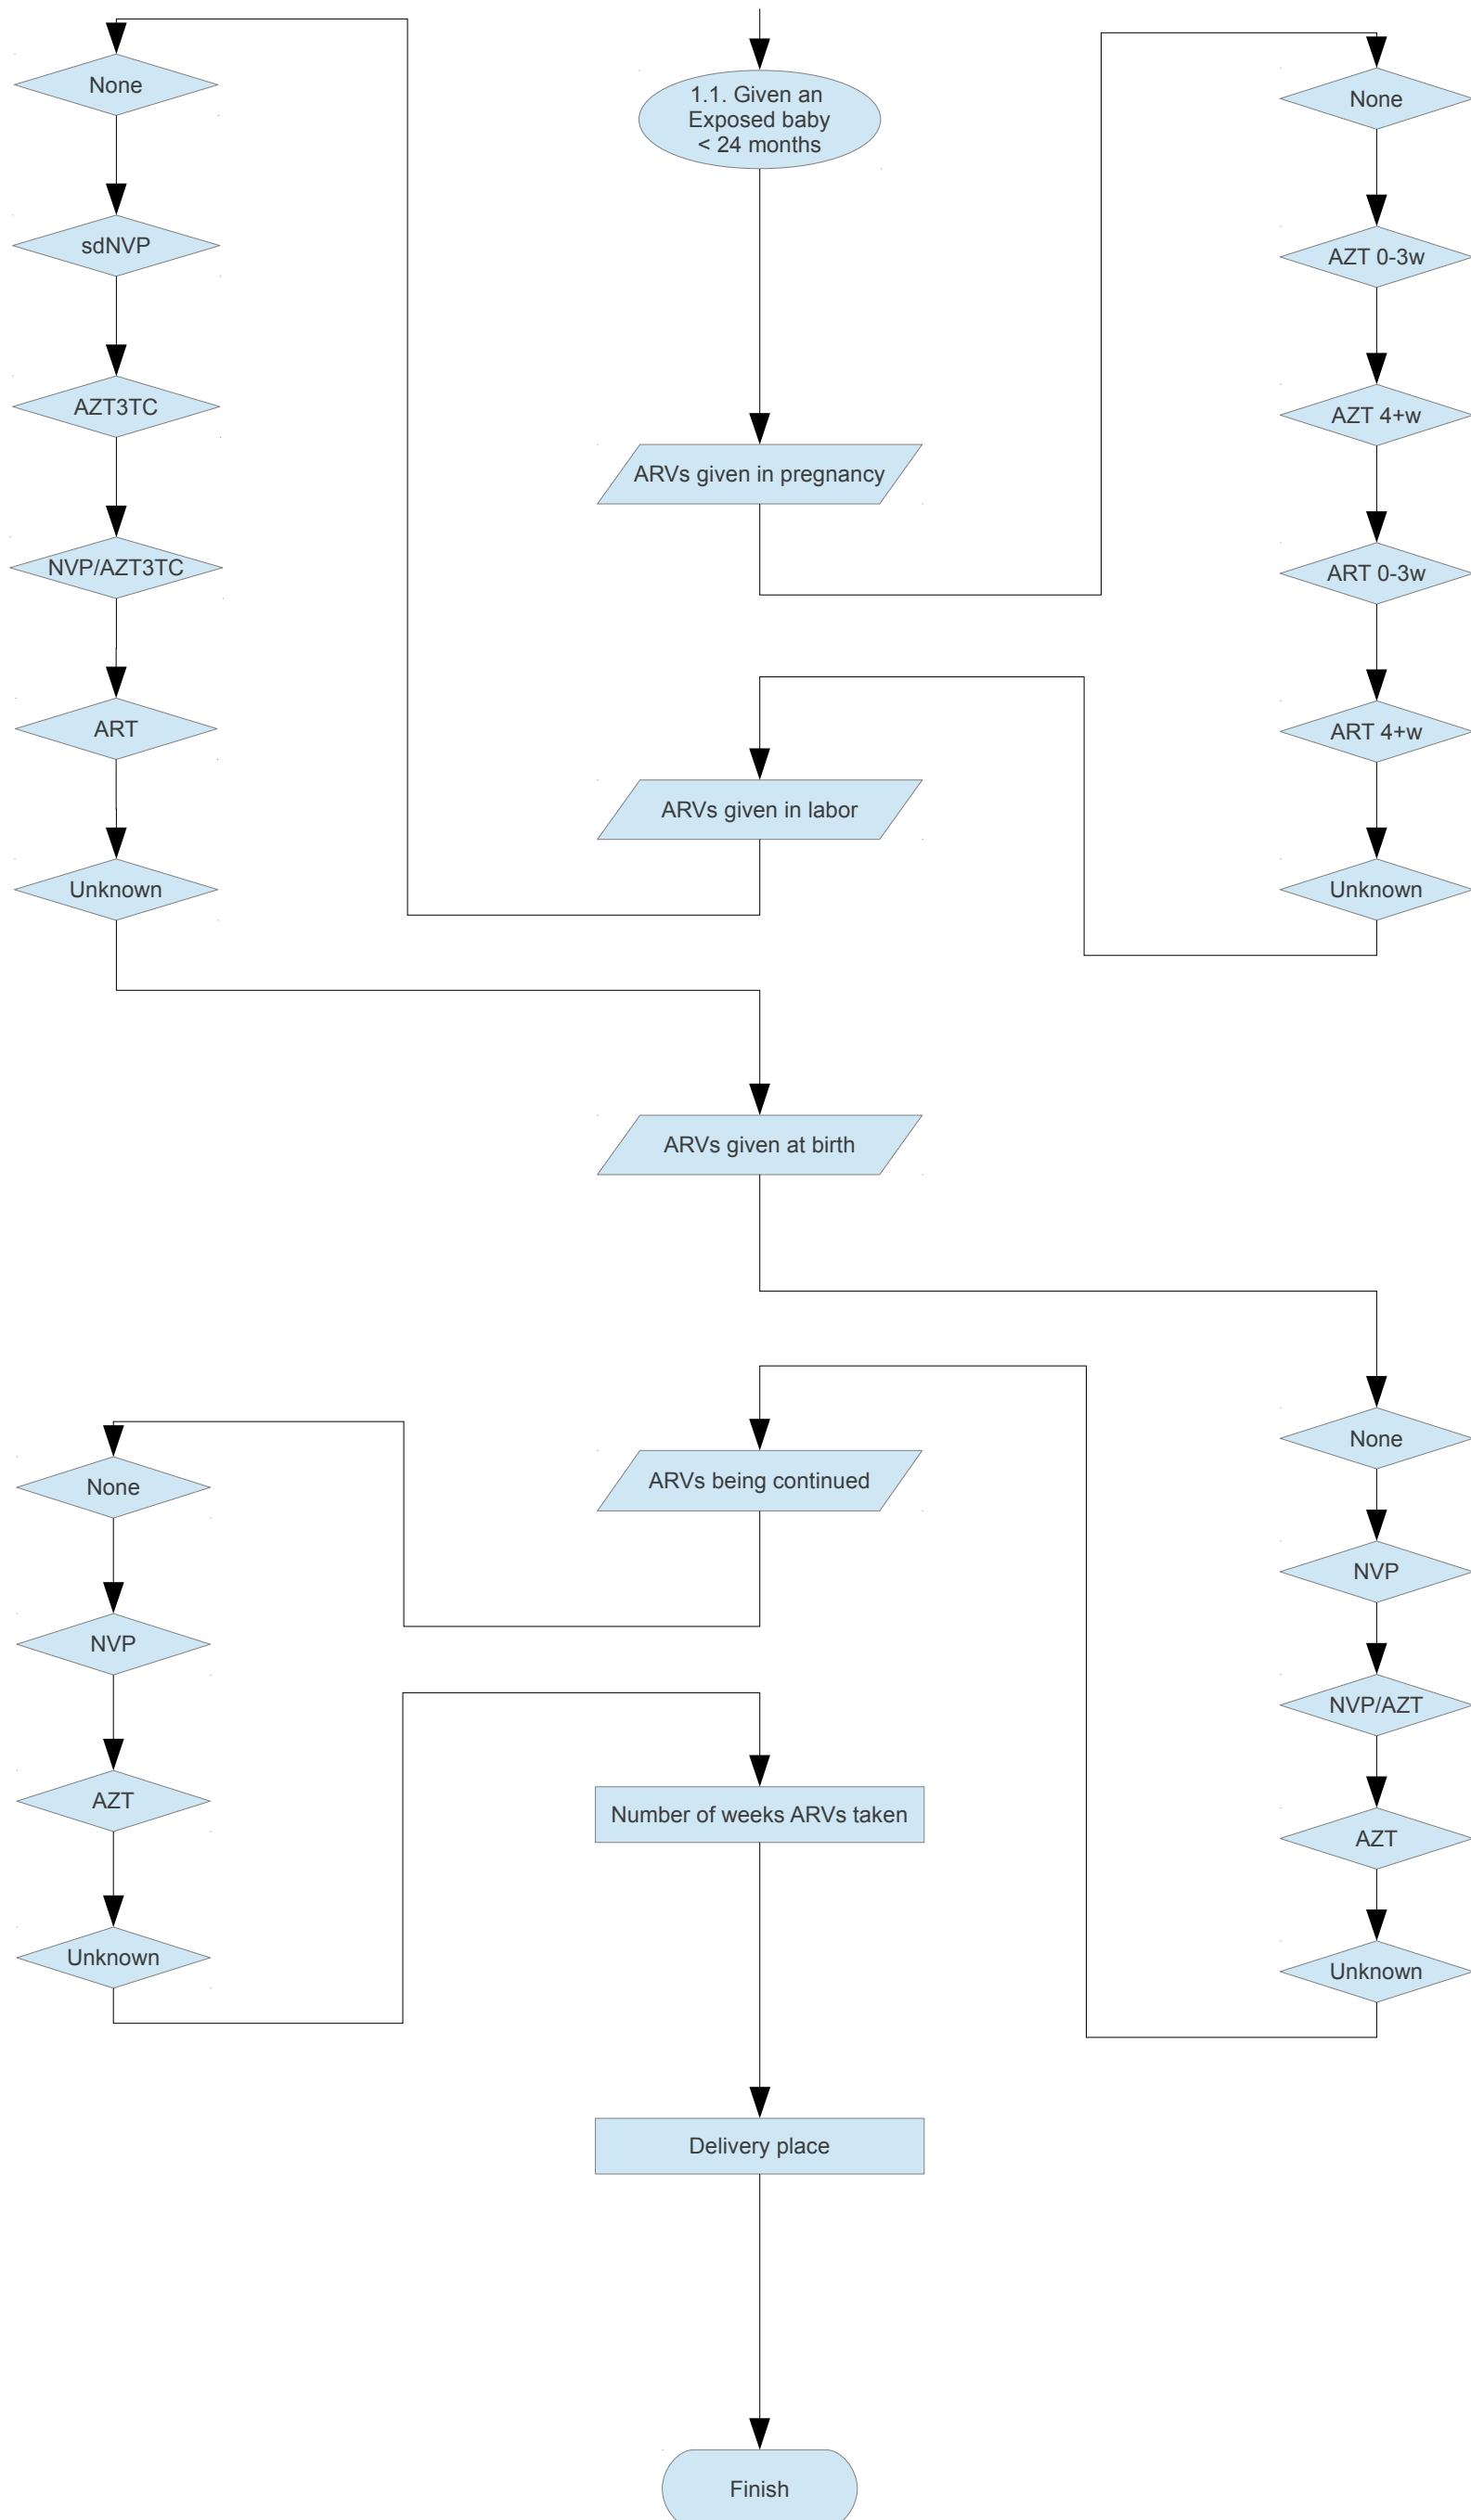 1.1. Given an
Exposed baby
< 24 months
ARVs given in pregnancy
None
AZT 0-3w
AZT 4+w
ART 0-3w
ART 4+w
Unknown
ARVs given in labor
None
sdNVP
AZT3TC
NVP/AZT3TC
ART
Unknown
ARVs given at birth
None
NVP
NVP/AZT
AZT
Unknown
ARVs being continued
None
NVP
AZT
Unknown
Number of weeks ARVs taken
Delivery place
Finish